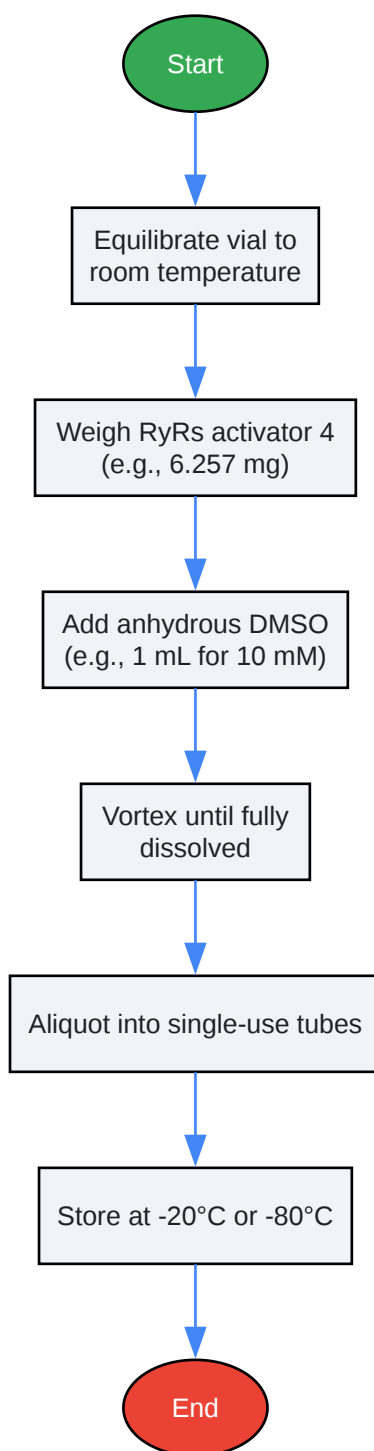 Start
Equilibrate vial to
room temperature
Weigh RyRs activator 4
(e.g., 6.257 mg)
Add anhydrous DMSO
(e.g., 1 mL for 10 mM)
Vortex until fully
dissolved
Aliquot into single-use tubes
Store at -20°C or -80°C
End